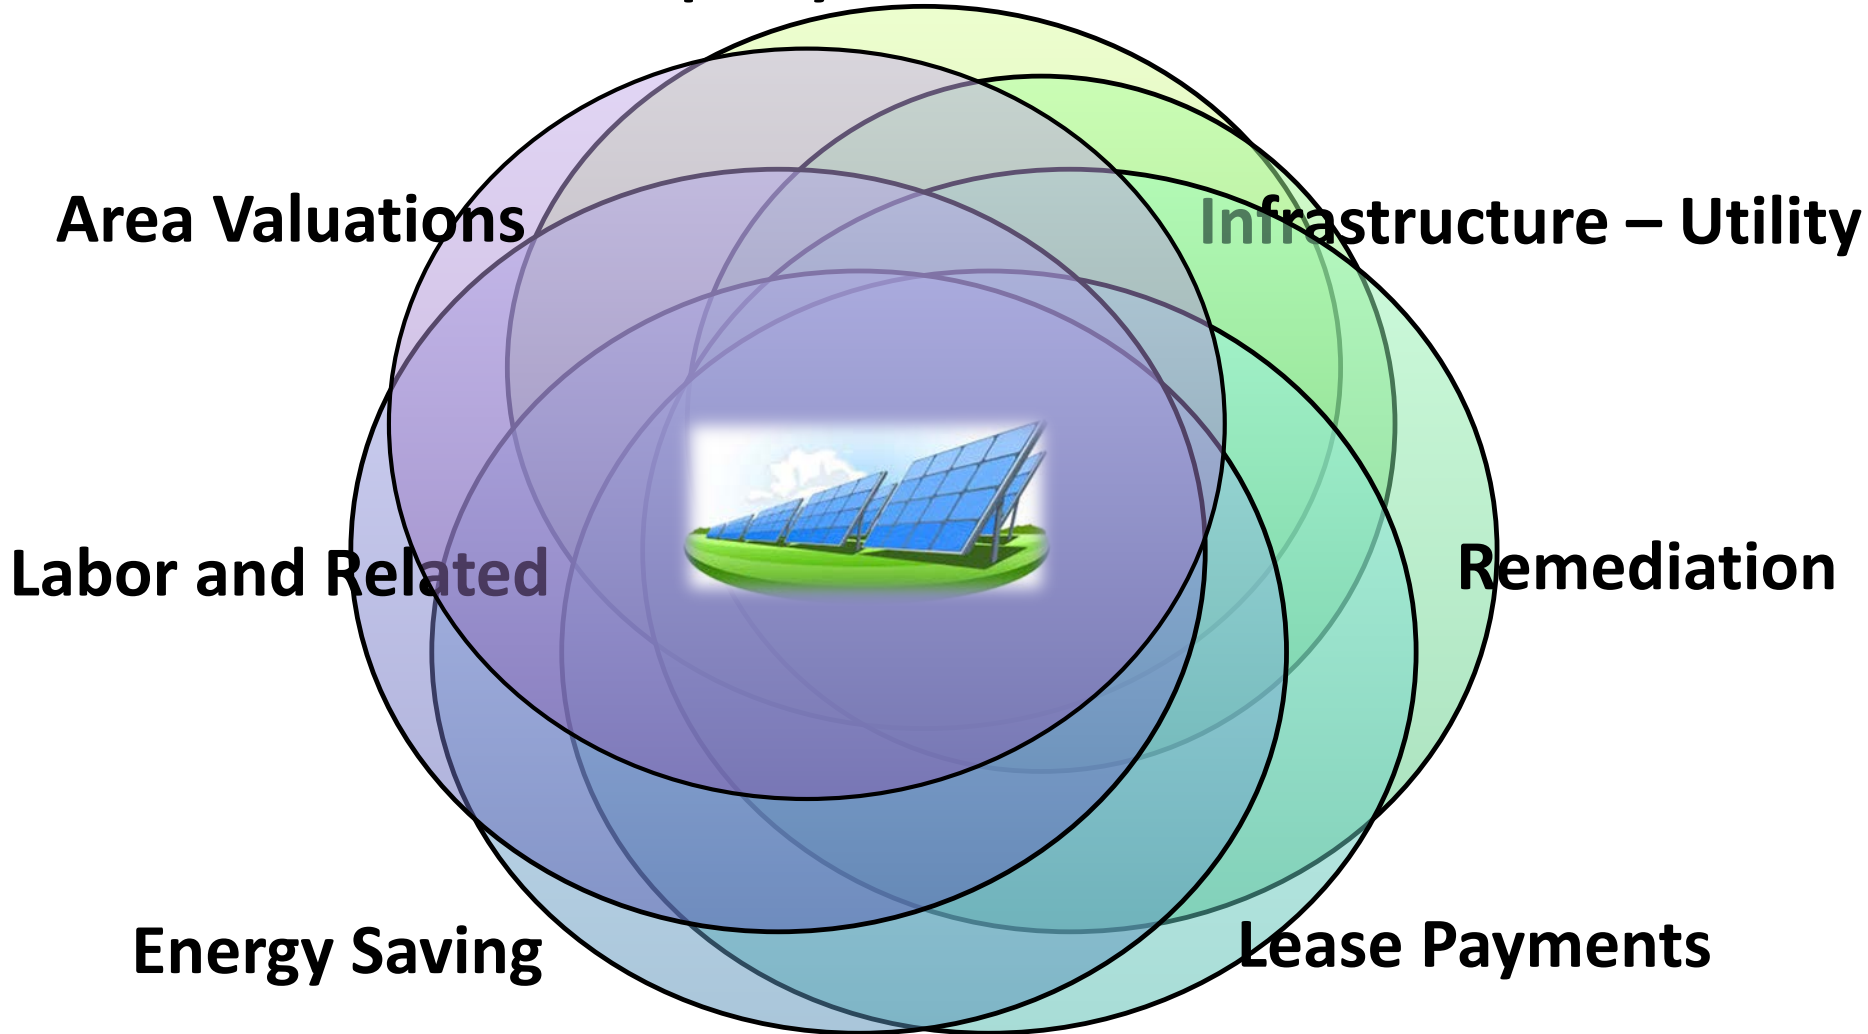 Area Valuations
Infrastructure – Utility
Labor and Related
Remediation
Energy Saving
Lease Payments